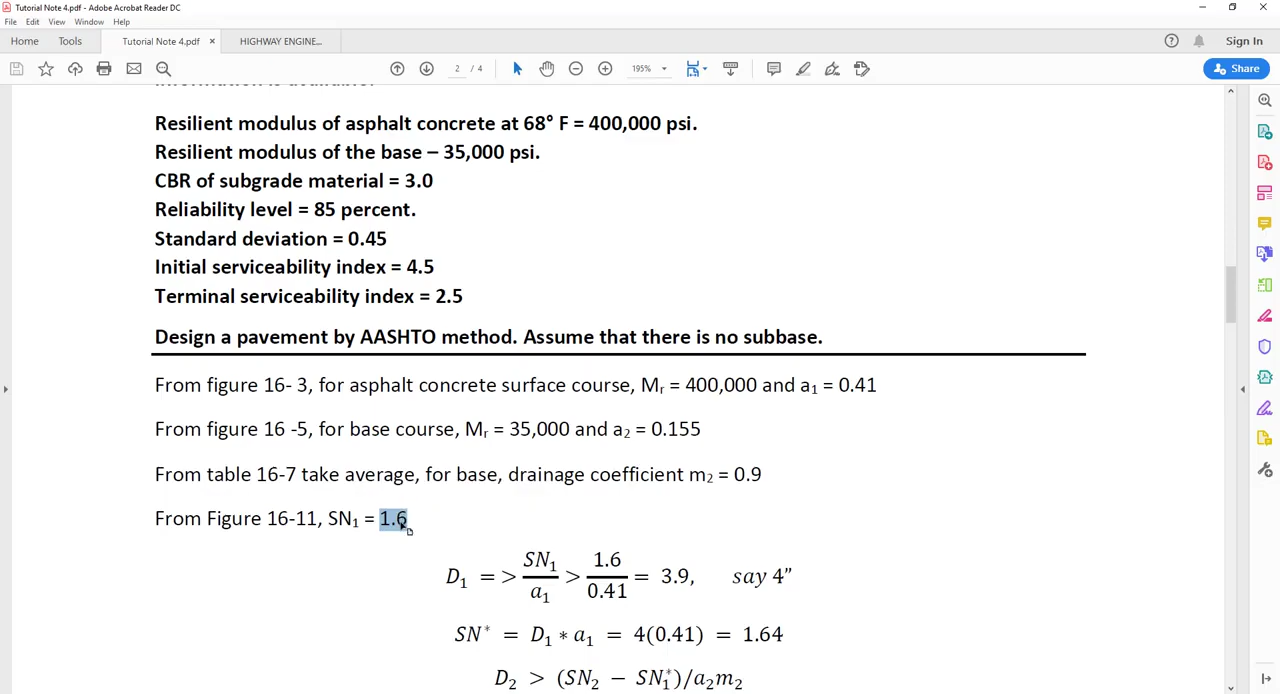 Tutorial Note 4.pdf - Adobe Acrobat Reader DC
File Edit View Window Help
Home Tools Tutorial Note 4.pdf × HIGHWAY ENGINE... Sign In
2 / 4 195% Share
Resilient modulus of asphalt concrete at 68° F = 400,000 psi.
Resilient modulus of the base – 35,000 psi.
CBR of subgrade material = 3.0
Reliability level = 85 percent.
Standard deviation = 0.45
Initial serviceability index = 4.5
Terminal serviceability index = 2.5
Design a pavement by AASHTO method. Assume that there is no subbase.
From figure 16- 3, for asphalt concrete surface course, Mr = 400,000 and a1 = 0.41
From figure 16 -5, for base course, Mr = 35,000 and a2 = 0.155
From table 16-7 take average, for base, drainage coefficient m2 = 0.9
From Figure 16-11, SN1 = 1.6
D1 => SN1/a1 > 1.6/0.41 = 3.9, say 4”
SN* = D1 * a1 = 4(0.41) = 1.64
D2 > (SN2 − SN1*)/a2m2